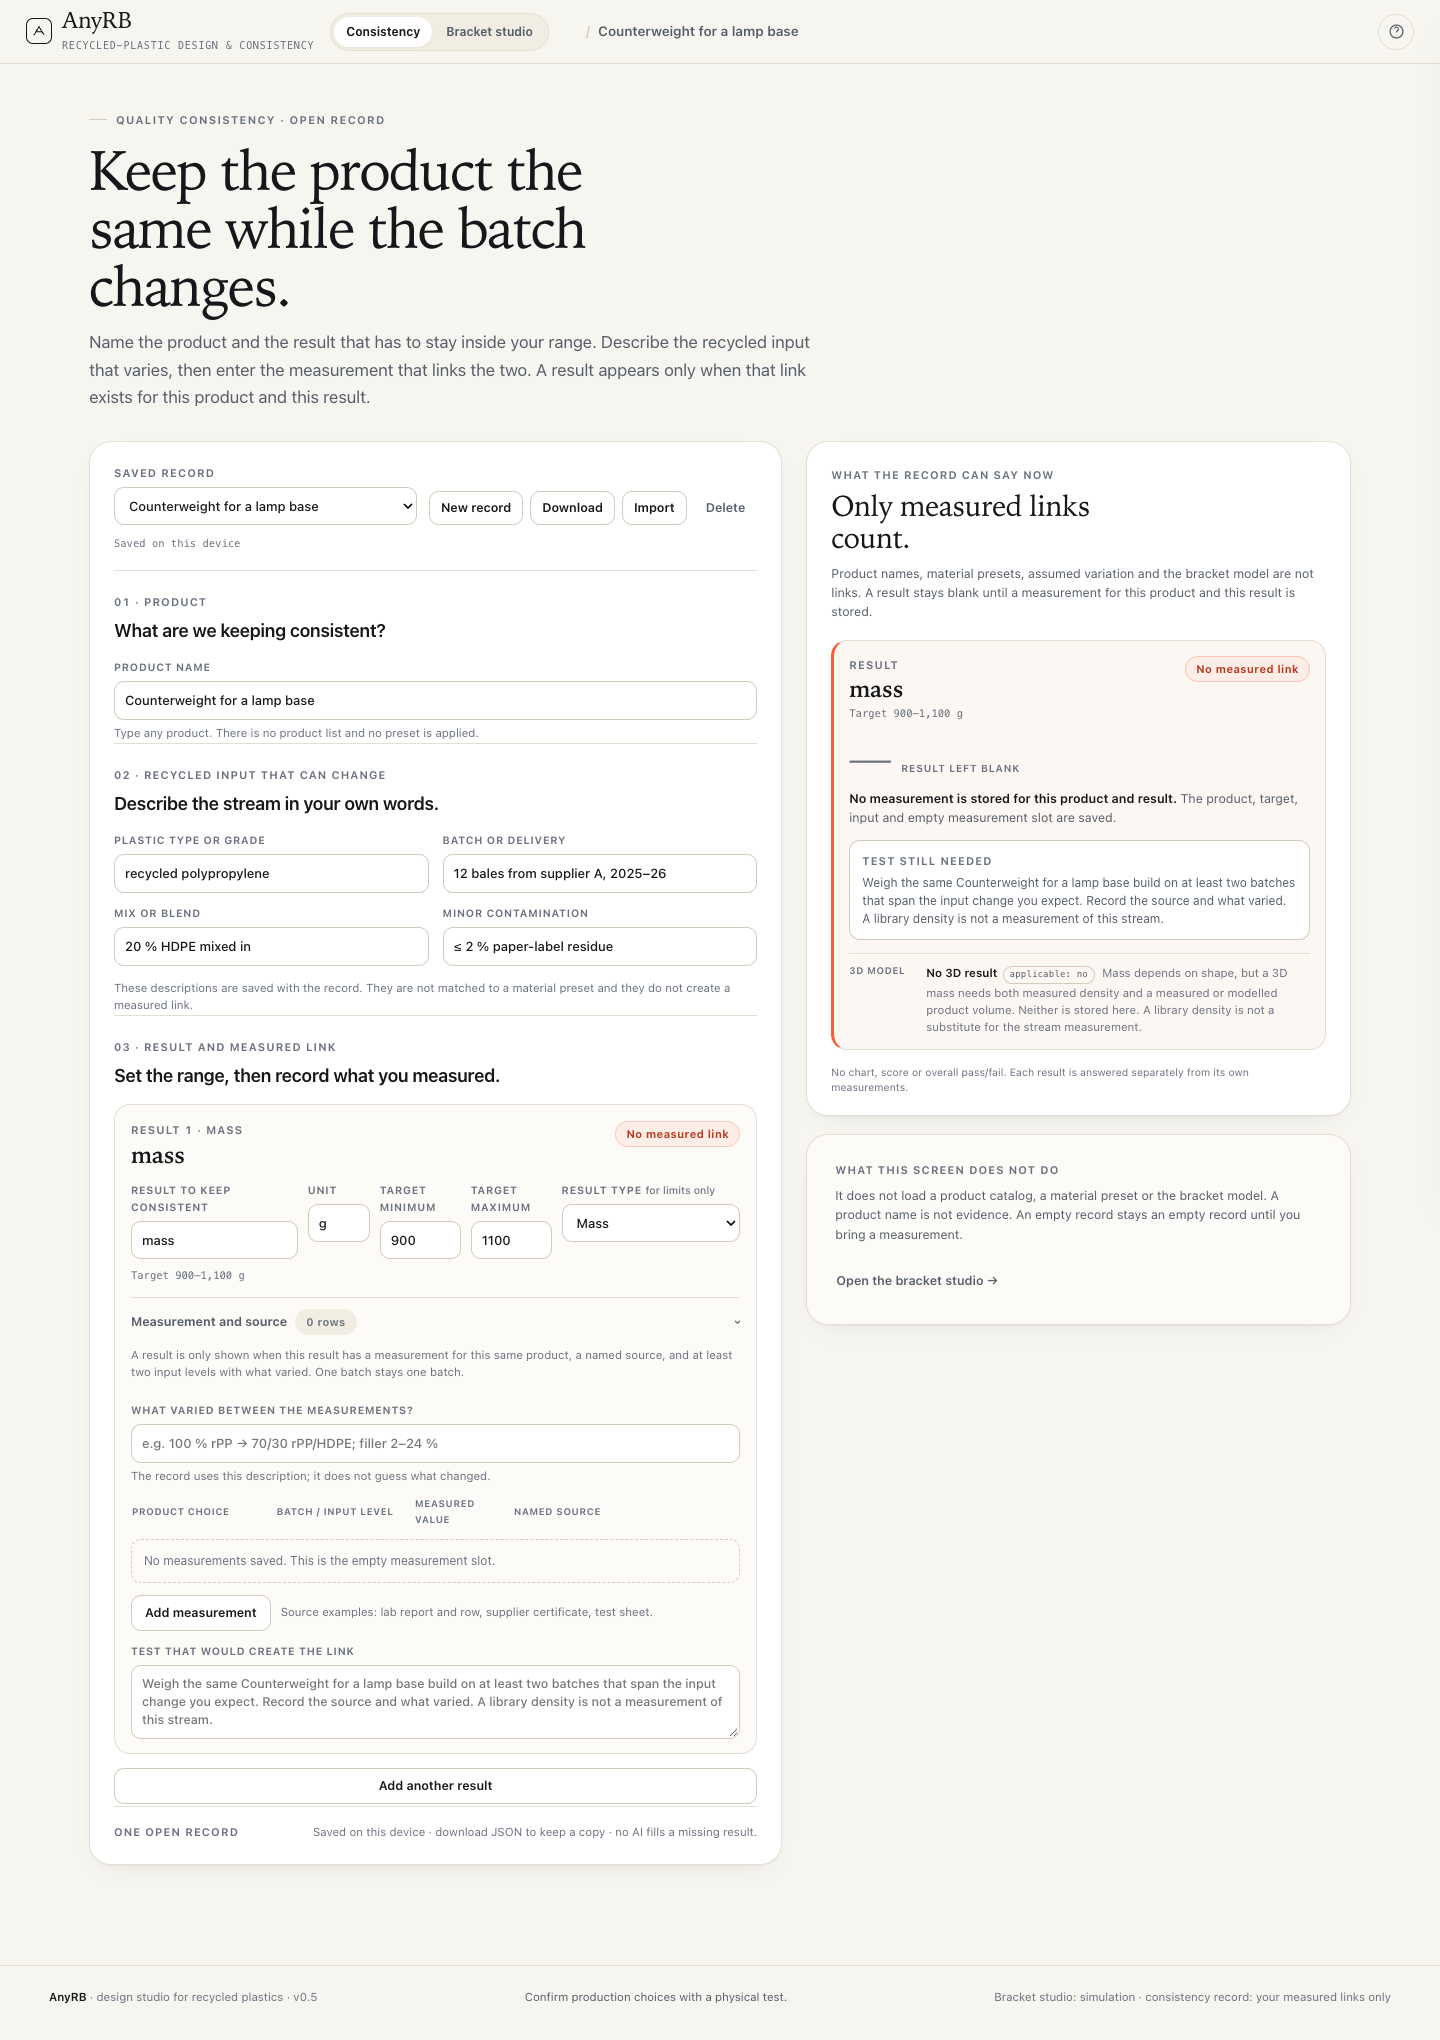 AnyRB
RECYCLED-PLASTIC DESIGN & CONSISTENCY
Consistency
Bracket studio
/ Counterweight for a lamp base
QUALITY CONSISTENCY · OPEN RECORD
Keep the product the
same while the batch
changes.
Name the product and the result that has to stay inside your range. Describe the recycled input
that varies, then enter the measurement that links the two. A result appears only when that link
exists for this product and this result.
SAVED RECORD
Counterweight for a lamp base
New record
Download
Import
Delete
Saved on this device
01 · PRODUCT
What are we keeping consistent?
PRODUCT NAME
Counterweight for a lamp base
Type any product. There is no product list and no preset is applied.
02 · RECYCLED INPUT THAT CAN CHANGE
Describe the stream in your own words.
PLASTIC TYPE OR GRADE
BATCH OR DELIVERY
recycled polypropylene
12 bales from supplier A, 2025–26
MIX OR BLEND
MINOR CONTAMINATION
20 % HDPE mixed in
≤ 2 % paper-label residue
These descriptions are saved with the record. They are not matched to a material preset and they do not create a
measured link.
03 · RESULT AND MEASURED LINK
Set the range, then record what you measured.
RESULT 1 · MASS
No measured link
mass
RESULT TO KEEP
CONSISTENT
UNIT
TARGET
MINIMUM
TARGET
MAXIMUM
RESULT TYPE for limits only
mass
g
900
1100
Mass
Target 900–1,100 g
Measurement and source
0 rows
A result is only shown when this result has a measurement for this same product, a named source, and at least
two input levels with what varied. One batch stays one batch.
WHAT VARIED BETWEEN THE MEASUREMENTS?
e.g. 100 % rPP → 70/30 rPP/HDPE; filler 2–24 %
The record uses this description; it does not guess what changed.
PRODUCT CHOICE
BATCH / INPUT LEVEL
MEASURED
VALUE
NAMED SOURCE
No measurements saved. This is the empty measurement slot.
Add measurement
Source examples: lab report and row, supplier certificate, test sheet.
TEST THAT WOULD CREATE THE LINK
Weigh the same Counterweight for a lamp base build on at least two batches that span the input
change you expect. Record the source and what varied. A library density is not a measurement of
this stream.
Add another result
ONE OPEN RECORD
Saved on this device · download JSON to keep a copy · no AI fills a missing result.
WHAT THE RECORD CAN SAY NOW
Only measured links
count.
Product names, material presets, assumed variation and the bracket model are not
links. A result stays blank until a measurement for this product and this result is
stored.
RESULT
No measured link
mass
Target 900–1,100 g
— RESULT LEFT BLANK
No measurement is stored for this product and result. The product, target,
input and empty measurement slot are saved.
TEST STILL NEEDED
Weigh the same Counterweight for a lamp base build on at least two batches
that span the input change you expect. Record the source and what varied.
A library density is not a measurement of this stream.
3D MODEL
No 3D result applicable: no Mass depends on shape, but a 3D
mass needs both measured density and a measured or modelled
product volume. Neither is stored here. A library density is not a
substitute for the stream measurement.
No chart, score or overall pass/fail. Each result is answered separately from its own
measurements.
WHAT THIS SCREEN DOES NOT DO
It does not load a product catalog, a material preset or the bracket model. A
product name is not evidence. An empty record stays an empty record until you
bring a measurement.
Open the bracket studio →
AnyRB · design studio for recycled plastics · v0.5
Confirm production choices with a physical test.
Bracket studio: simulation · consistency record: your measured links only